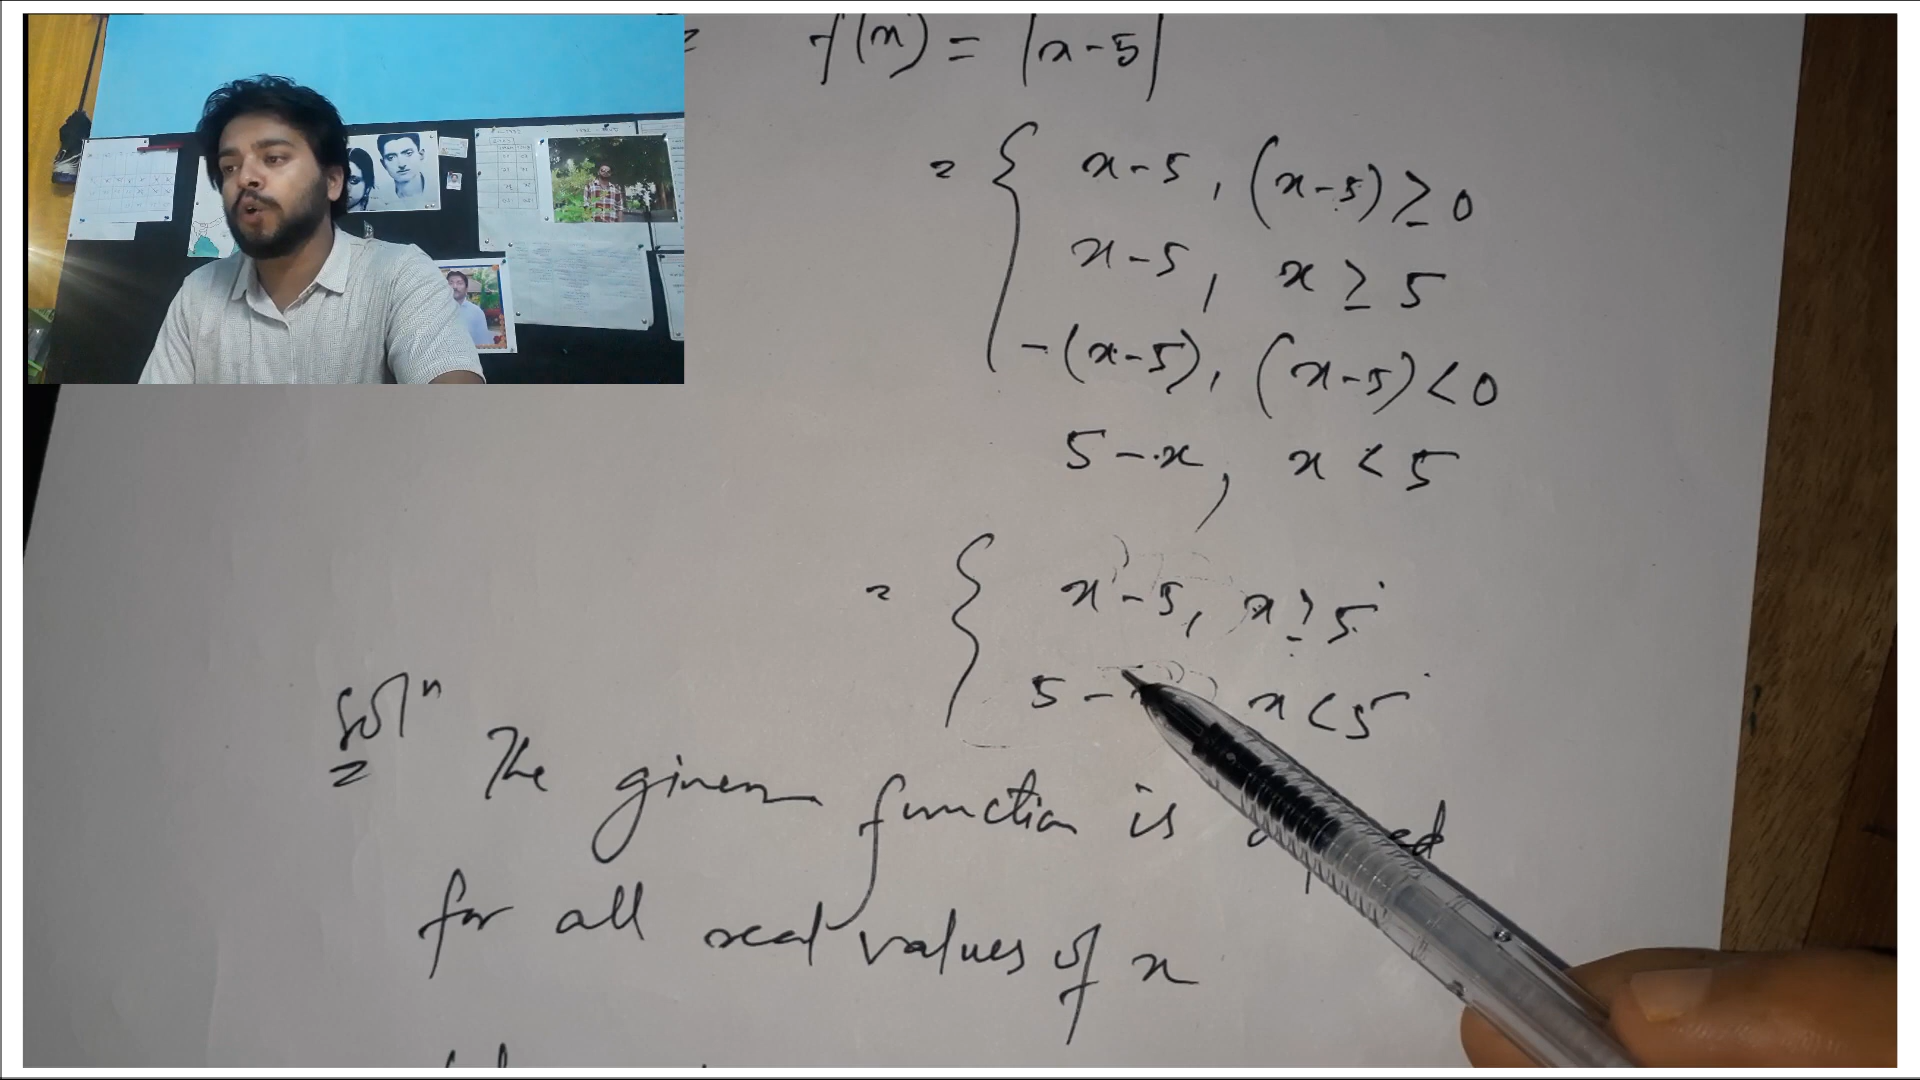 f(x) = |x-5|
= { x-5, (x-5) ≥ 0
x-5, x ≥ 5
-(x-5), (x-5) < 0
5-x, x < 5
= { x-5, x ≥ 5
5- x < 5
Solⁿ
The given function is
for all real values of x